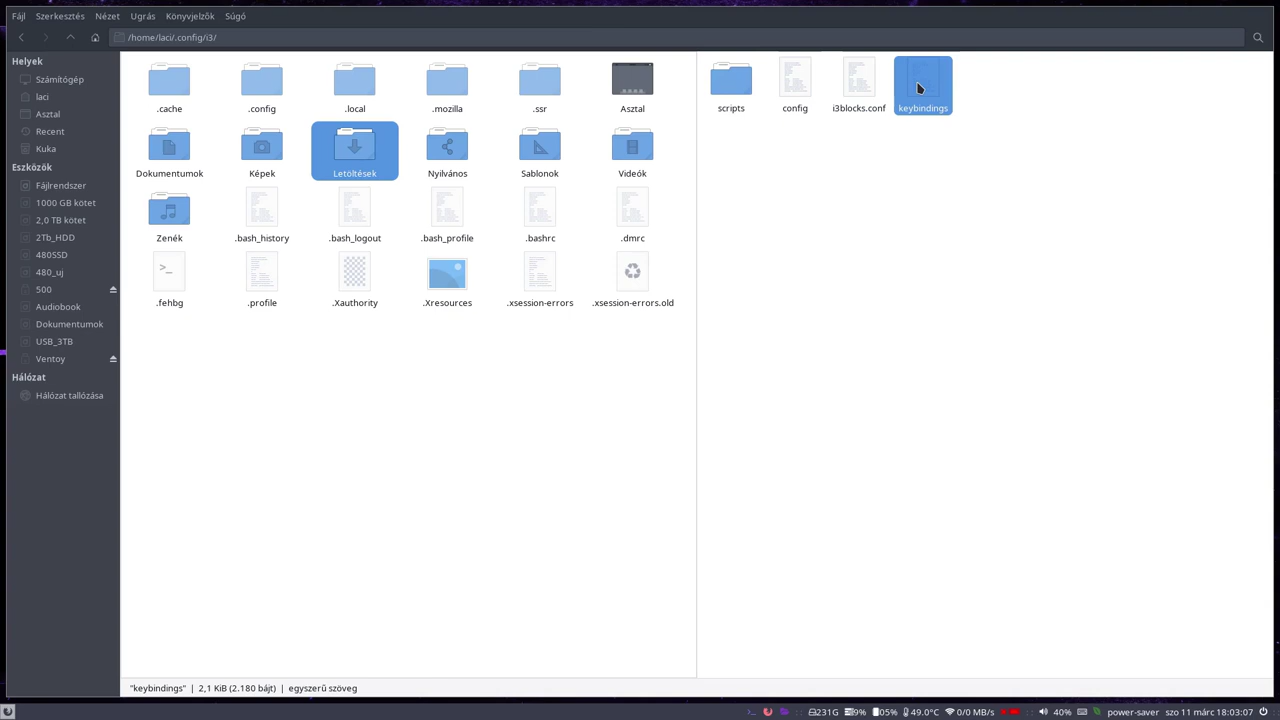 Fájl Szerkesztés Nézet Ugrás Könyvjelzők Súgó
/home/laci/.config/i3/
Helyek
Számítógép
laci
Asztal
Recent
Kuka
Eszközök
Fájlrendszer
1000 GB kötet
2,0 TB kötet
2Tb_HDD
480SSD
480_uj
500
Audiobook
Dokumentumok
USB_3TB
Ventoy
Hálózat
Hálózat tallózása
.cache .config .local .mozilla .ssr Asztal
Dokumentumok Képek Letöltések Nyilvános Sablonok Videók
Zenék .bash_history .bash_logout .bash_profile .bashrc .dmrc
>_
.fehbg .profile .Xauthority .Xresources .xsession-errors .xsession-errors.old
scripts config i3blocks.conf keybindings
"keybindings" | 2,1 KiB (2.180 bájt) | egyszerű szöveg
231G 9% 05% 49.0°C 0/0 MB/s :: 40% power-saver szo 11 márc 18:03:07